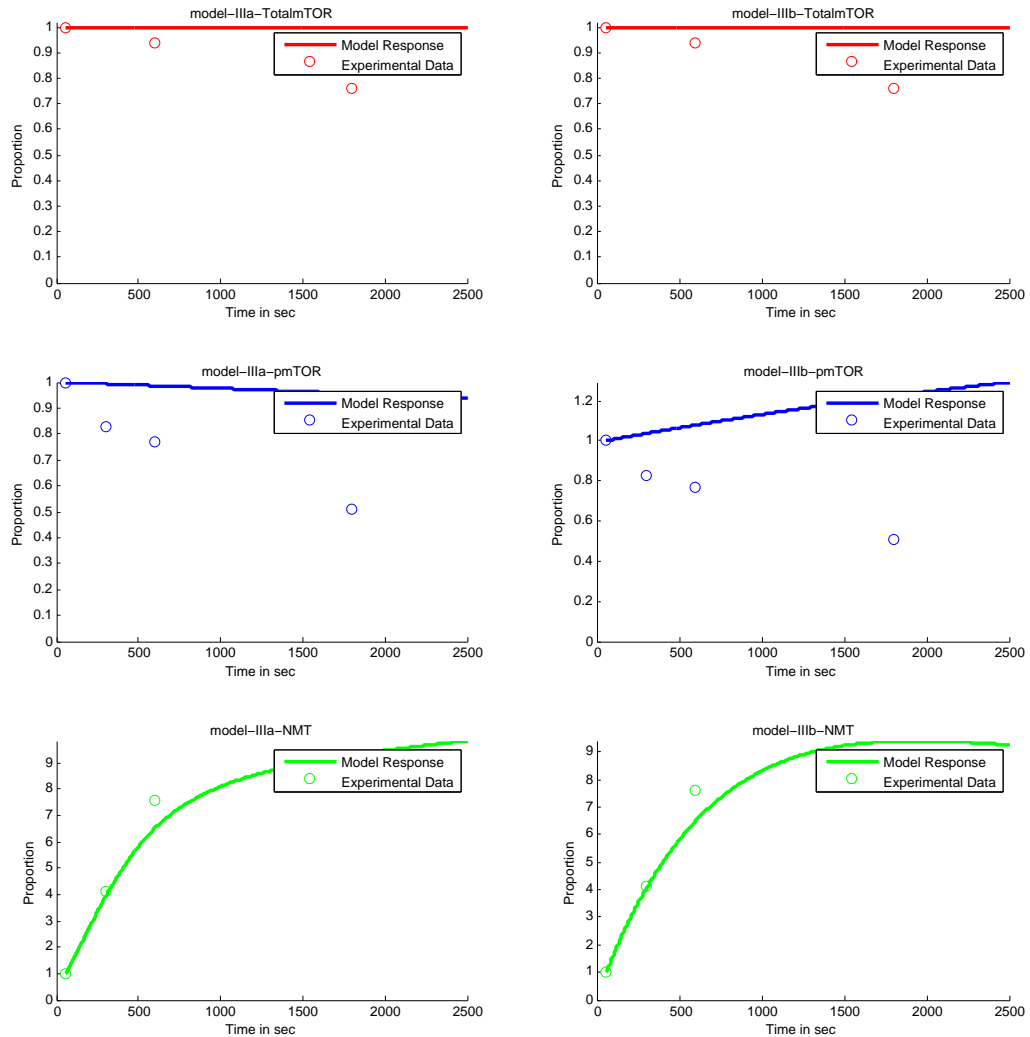 model-IIIa-TotalmTOR
1
0.9
0.8
0.7
0.6
0.5
0.4
0.3
0.2
0.1
0
Proportion
Model Response
Experimental Data
0 500 1000 1500 2000 2500
Time in sec
model-IIIb-TotalmTOR
1
0.9
0.8
0.7
0.6
0.5
0.4
0.3
0.2
0.1
0
Proportion
Model Response
Experimental Data
0 500 1000 1500 2000 2500
Time in sec
model-IIIa-pmTOR
1
0.9
0.8
0.7
0.6
0.5
0.4
0.3
0.2
0.1
0
Proportion
Model Response
Experimental Data
0 500 1000 1500 2000 2500
Time in sec
model-IIIb-pmTOR
1.2
1
0.8
0.6
0.4
0.2
0
Proportion
Model Response
Experimental Data
0 500 1000 1500 2000 2500
Time in sec
model-IIIa-NMT
9
8
7
6
5
4
3
2
1
0
Proportion
Model Response
Experimental Data
0 500 1000 1500 2000 2500
Time in sec
model-IIIb-NMT
9
8
7
6
5
4
3
2
1
0
Proportion
Model Response
Experimental Data
0 500 1000 1500 2000 2500
Time in sec